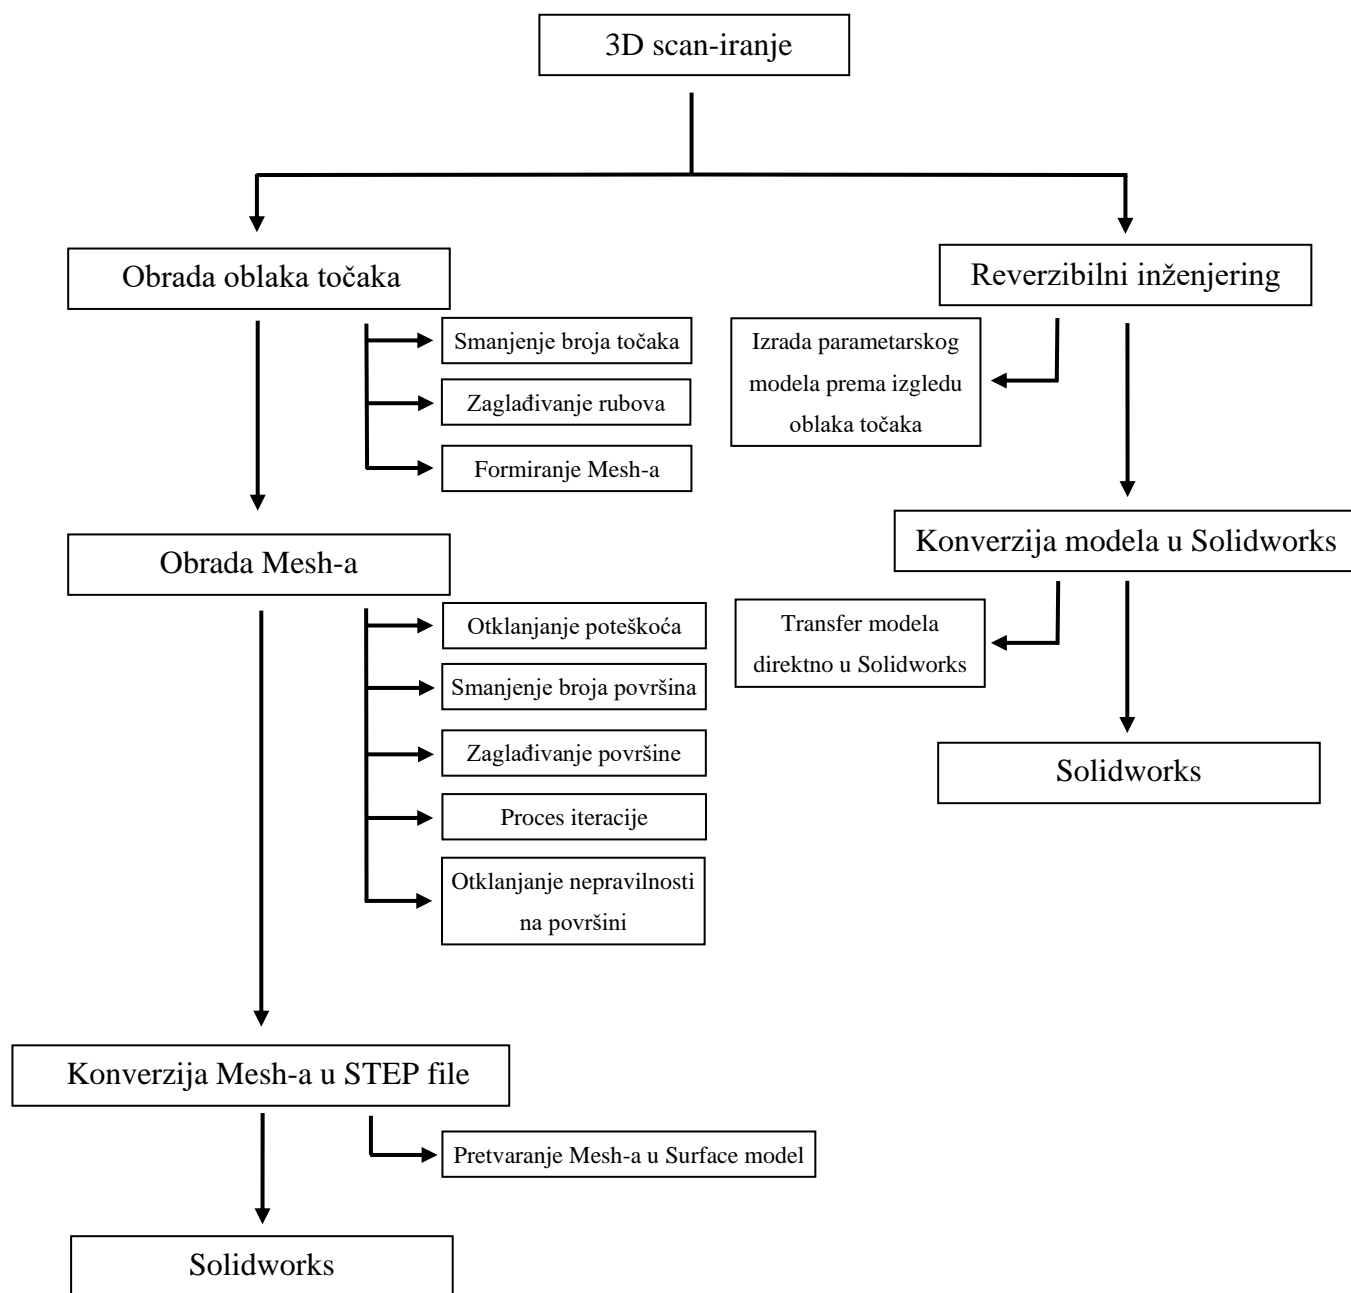 3D scan-iranje
Obrada oblaka točaka
Smanjenje broja točaka
Zaglađivanje rubova
Formiranje Mesh-a
Obrada Mesh-a
Otklanjanje poteškoća
Smanjenje broja površina
Zaglađivanje površine
Proces iteracije
Otklanjanje nepravilnosti
na površini
Konverzija Mesh-a u STEP file
Pretvaranje Mesh-a u Surface model
Solidworks
Reverzibilni inženjering
Izrada parametarskog
modela prema izgledu
oblaka točaka
Konverzija modela u Solidworks
Transfer modela
direktno u Solidworks
Solidworks